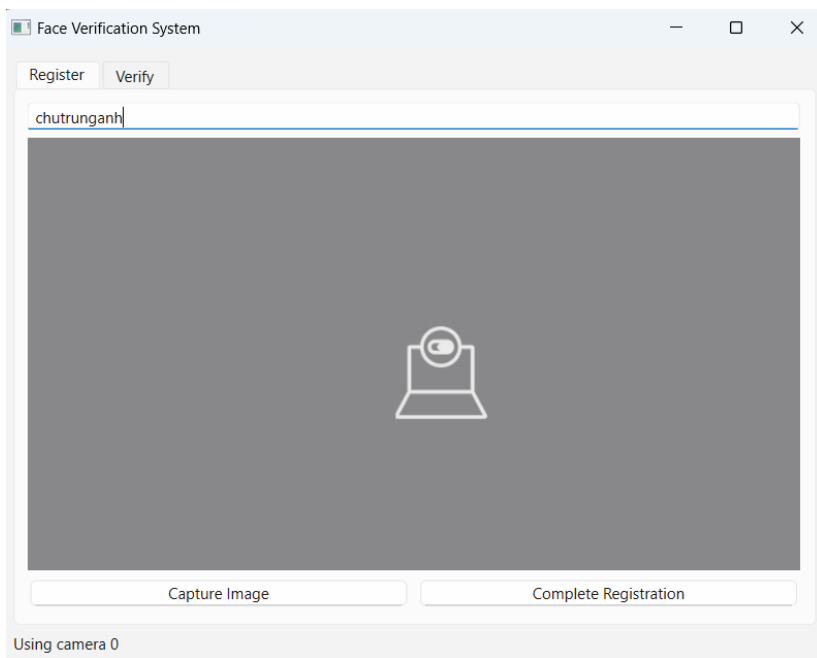 Face Verification System
Register Verify
chutrunganh
Capture Image Complete Registration
Using camera 0